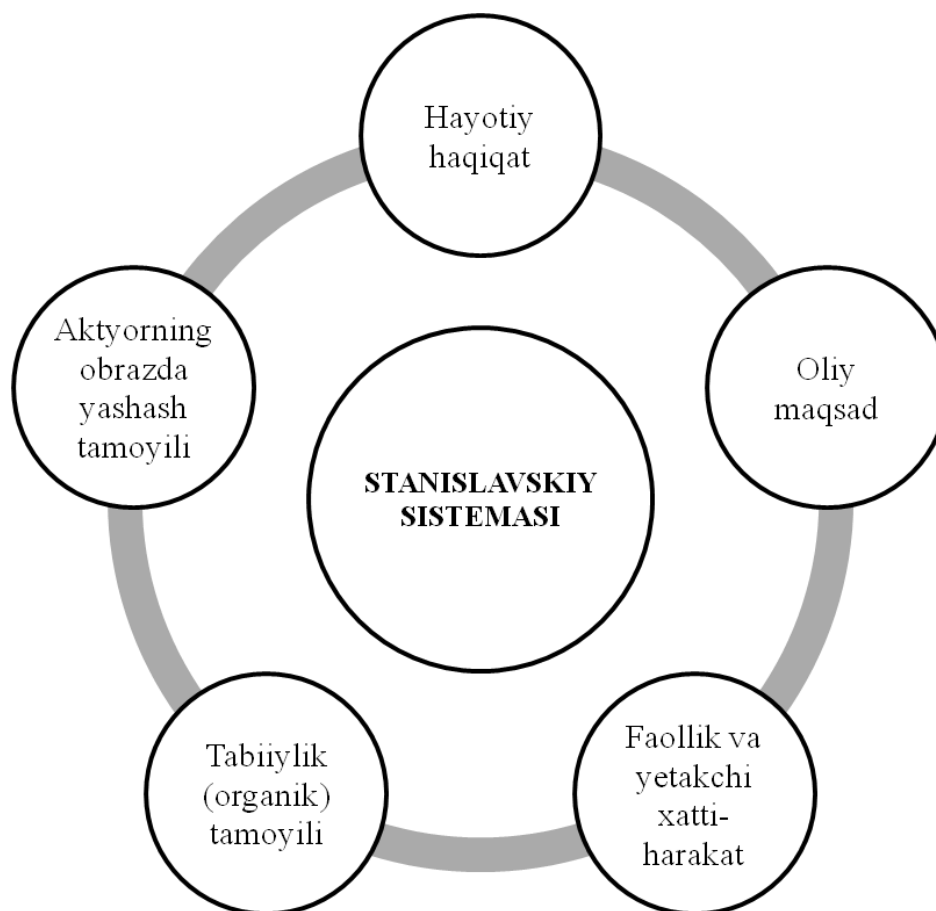 Hayotiy
haqiqat
Oliy
maqsad
Faollik va
yetakchi
xatti-
harakat
Tabiiylik
(organik)
tamoyili
Aktyorning
obrazda
yashash
tamoyili
STANISLAVSKIY
SISTEMASI